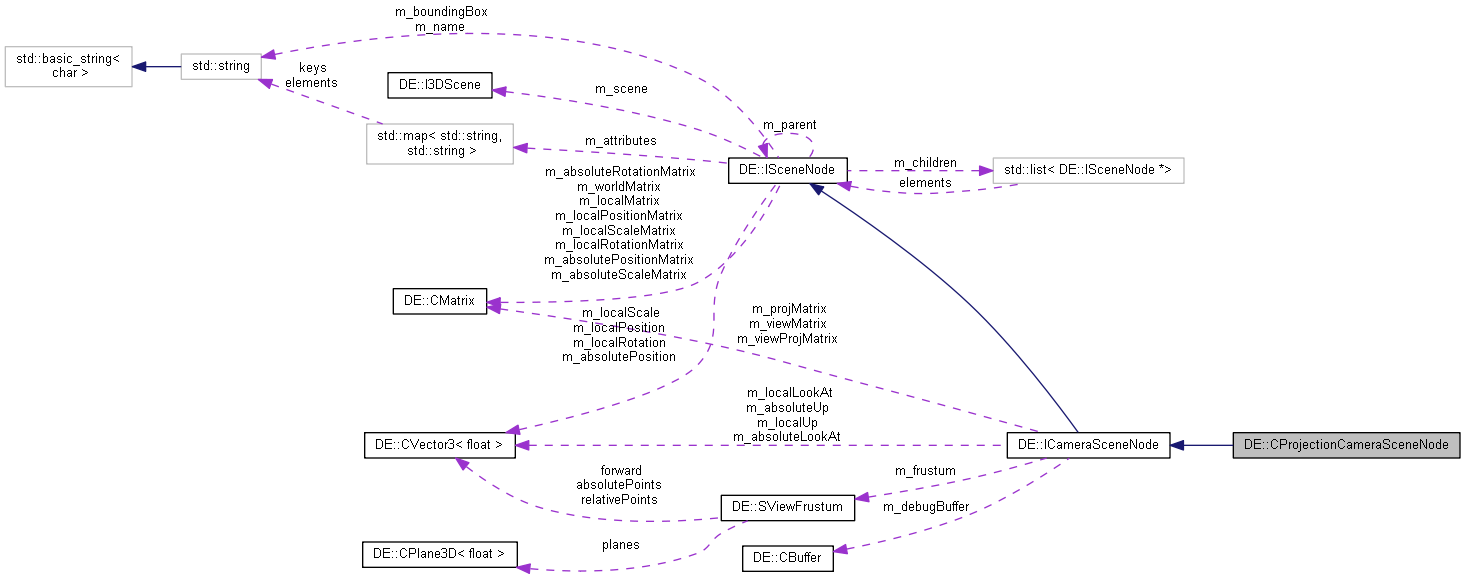 m_boundingBox
m_name
std::basic_string<
char >
std::string
keys
elements
DE::I3DScene
m_scene
m_parent
std::map< std::string,
std::string >
m_attributes
DE::ISceneNode
m_children
elements
std::list< DE::ISceneNode *>
m_absoluteRotationMatrix
m_worldMatrix
m_localMatrix
m_localPositionMatrix
m_localScaleMatrix
m_localRotationMatrix
m_absolutePositionMatrix
m_absoluteScaleMatrix
DE::CMatrix
m_localScale
m_localPosition
m_localRotation
m_absolutePosition
m_projMatrix
m_viewMatrix
m_viewProjMatrix
m_localLookAt
m_absoluteUp
m_localUp
m_absoluteLookAt
DE::CVector3< float >
DE::ICameraSceneNode
DE::CProjectionCameraSceneNode
forward
absolutePoints
relativePoints
m_frustum
DE::SViewFrustum
m_debugBuffer
planes
DE::CPlane3D< float >
DE::CBuffer